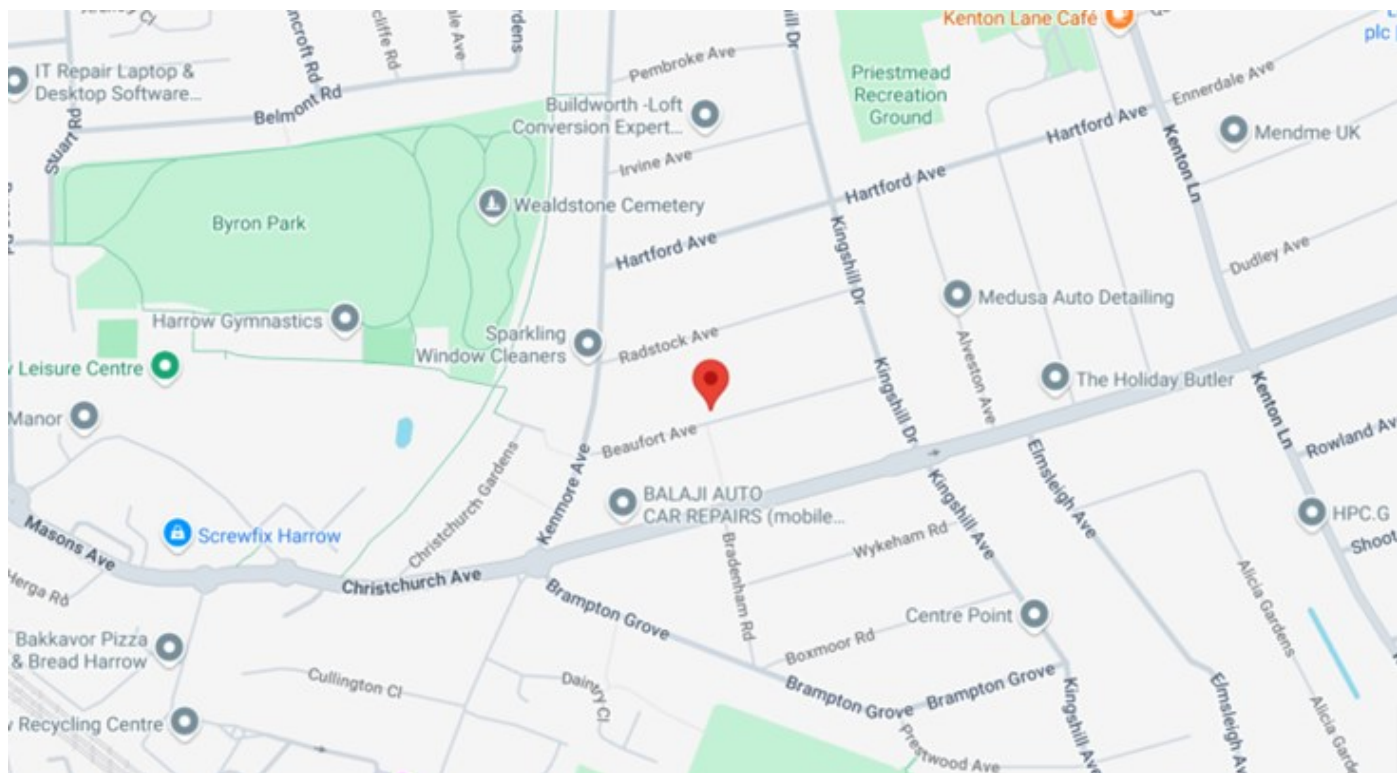 Kenton Lane Café
plc
IT Repair Laptop &
Desktop Software...
Belmont Rd
Stuart Rd
Pembroke Ave
Kingshill Dr
Buildworth -Loft
Conversion Expert...
Priestmead
Recreation
Ground
Ennerdale Ave
Hartford Ave
Mendme UK
Kenton Ln
Irvine Ave
Hartford Ave
Wealdstone Cemetery
Byron Park
Hartford Ave
Kingshill Dr
Dudley Ave
Medusa Auto Detailing
Harrow Gymnastics
Sparkling
Window Cleaners
Radstock Ave
Alveston Ave
Leisure Centre
The Holiday Butler
Kingshill Dr
Manor
Beaufort Ave
Kenton Ln
Rowland Av
Christchurch Gardens
Kenmore Ave
Elmsleigh Ave
BALAJI AUTO
CAR REPAIRS (mobile...
Kingshill Ave
HPC.G
Masons Ave
Screwfix Harrow
Wykeham Rd
Shoot
Herga Rd
Christchurch Ave
Bradenham Rd
Brampton Grove
Alicia Gardens
Centre Point
Bakkavor Pizza
& Bread Harrow
Boxmoor Rd
Cullington Cl
Daintry Cl
Brampton Grove
Brampton Grove
Kingshill Ave
Elmsleigh Ave
Alicia Gardens
Recycling Centre
Prestwood Ave